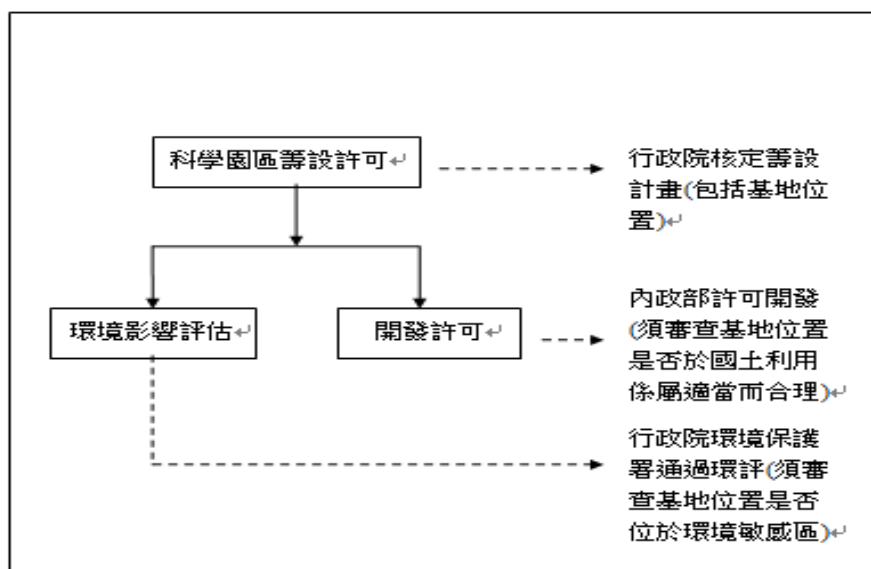 科學園區籌設許可↵
行政院核定籌設
計畫(包括基地位
置)↵
環境影響評估↵
開發許可↵
內政部許可開發
(須審查基地位置
是否於國土利用
係屬適當而合理)↵
行政院環境保護
署通過環評(須審
查基地位置是否
位於環境敏感區)↵